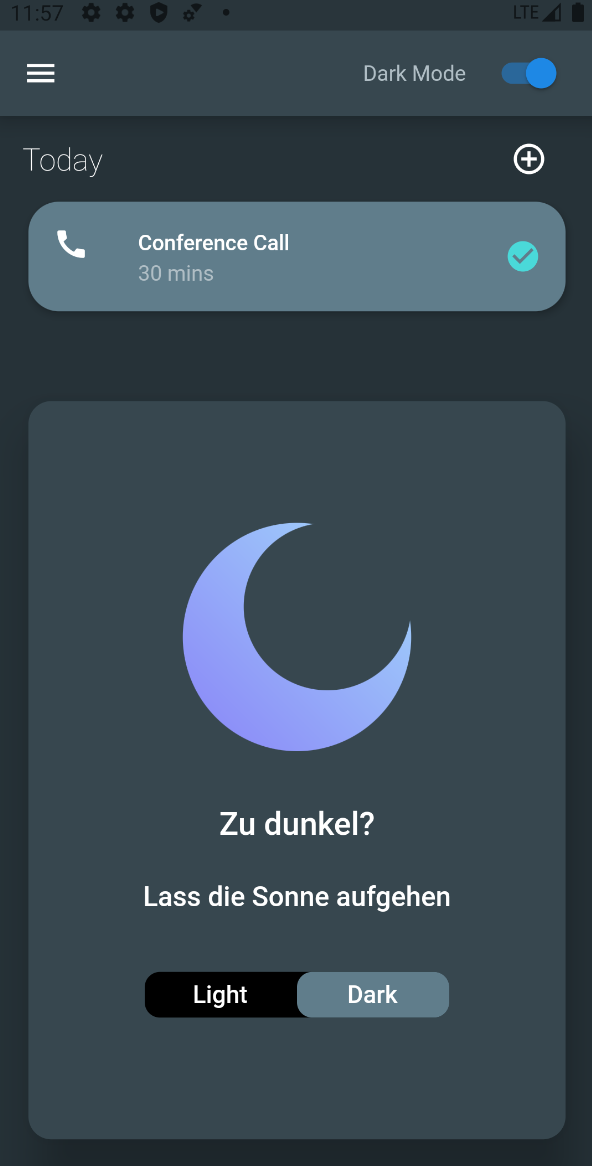 11:57
LTE
Dark Mode
Today
Conference Call
30 mins
Zu dunkel?
Lass die Sonne aufgehen
Light
Dark